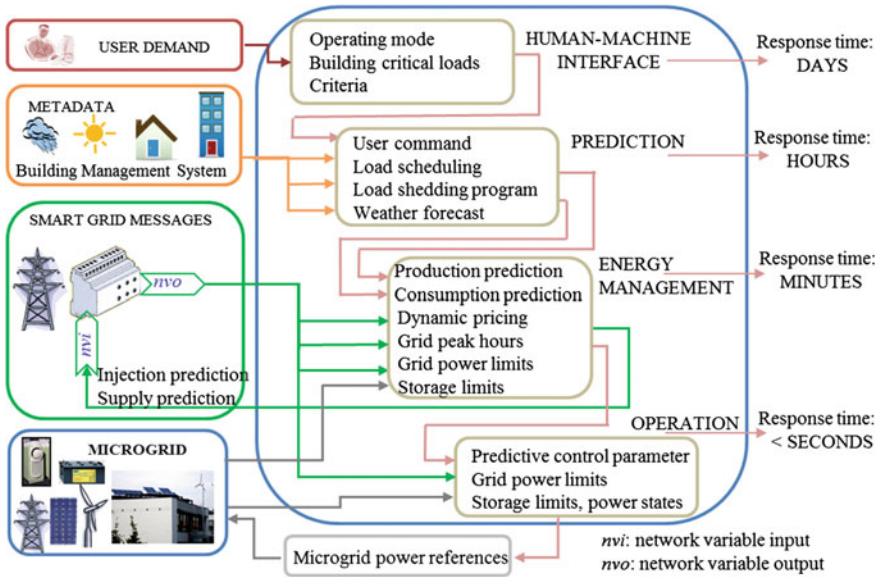 USER DEMAND
Operating mode
Building critical loads
Criteria
HUMAN-MACHINE
INTERFACE
Response time:
DAYS
METADATA
Building Management System
User command
Load scheduling
Load shedding program
Weather forecast
PREDICTION
Response time:
HOURS
SMART GRID MESSAGES
nvo
nvi
Injection prediction
Supply prediction
Production prediction
Consumption prediction
Dynamic pricing
Grid peak hours
Grid power limits
Storage limits
ENERGY
MANAGEMENT
Response time:
MINUTES
MICROGRID
OPERATION
Response time:
< SECONDS
Predictive control parameter
Grid power limits
Storage limits, power states
Microgrid power references
nvi: network variable input
nvo: network variable output